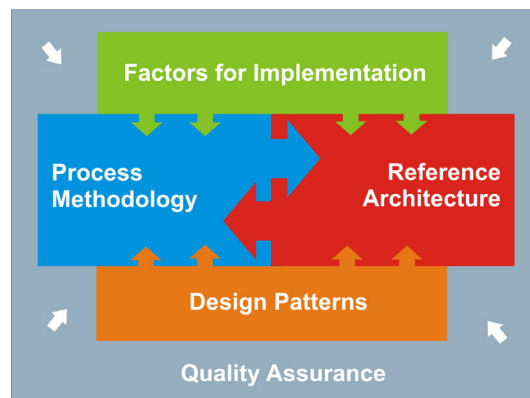 Factors for Implementation
Process
Methodology
Reference
Architecture
Design Patterns
Quality Assurance